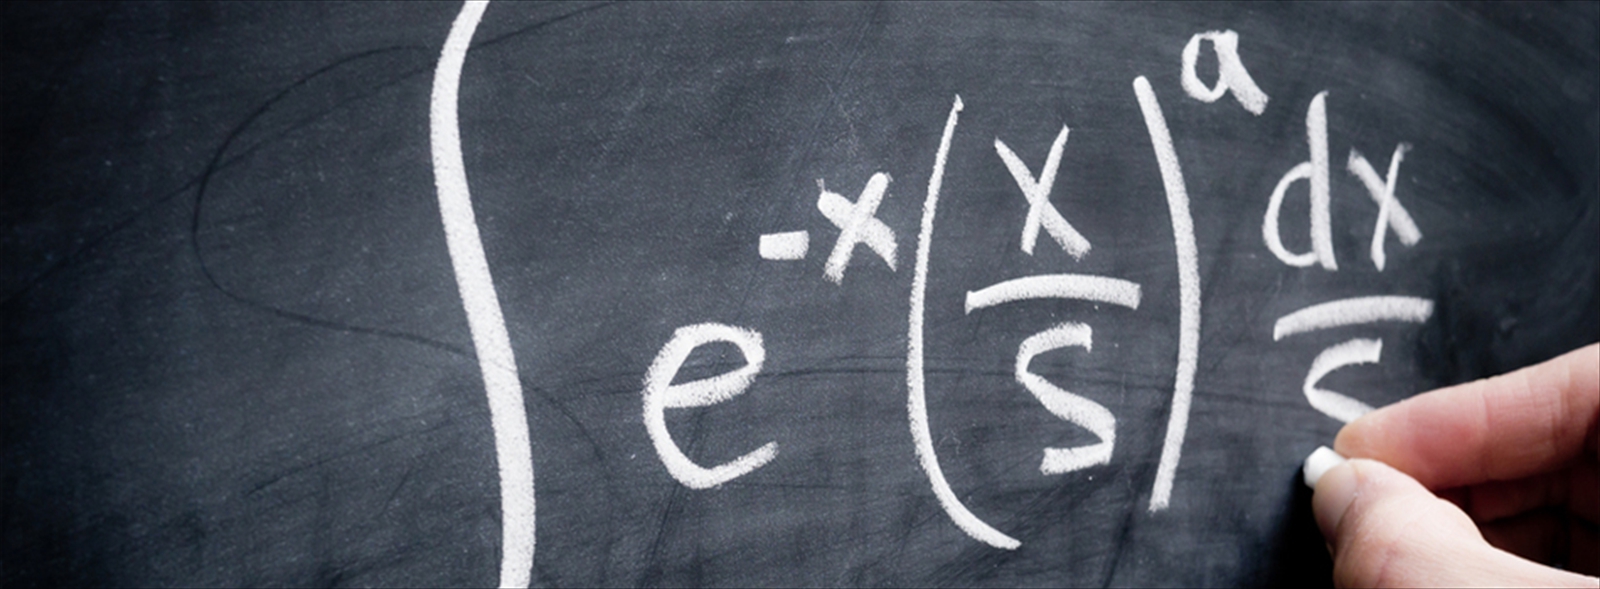 ∫ e^{-x} (x/s)^a dx/s